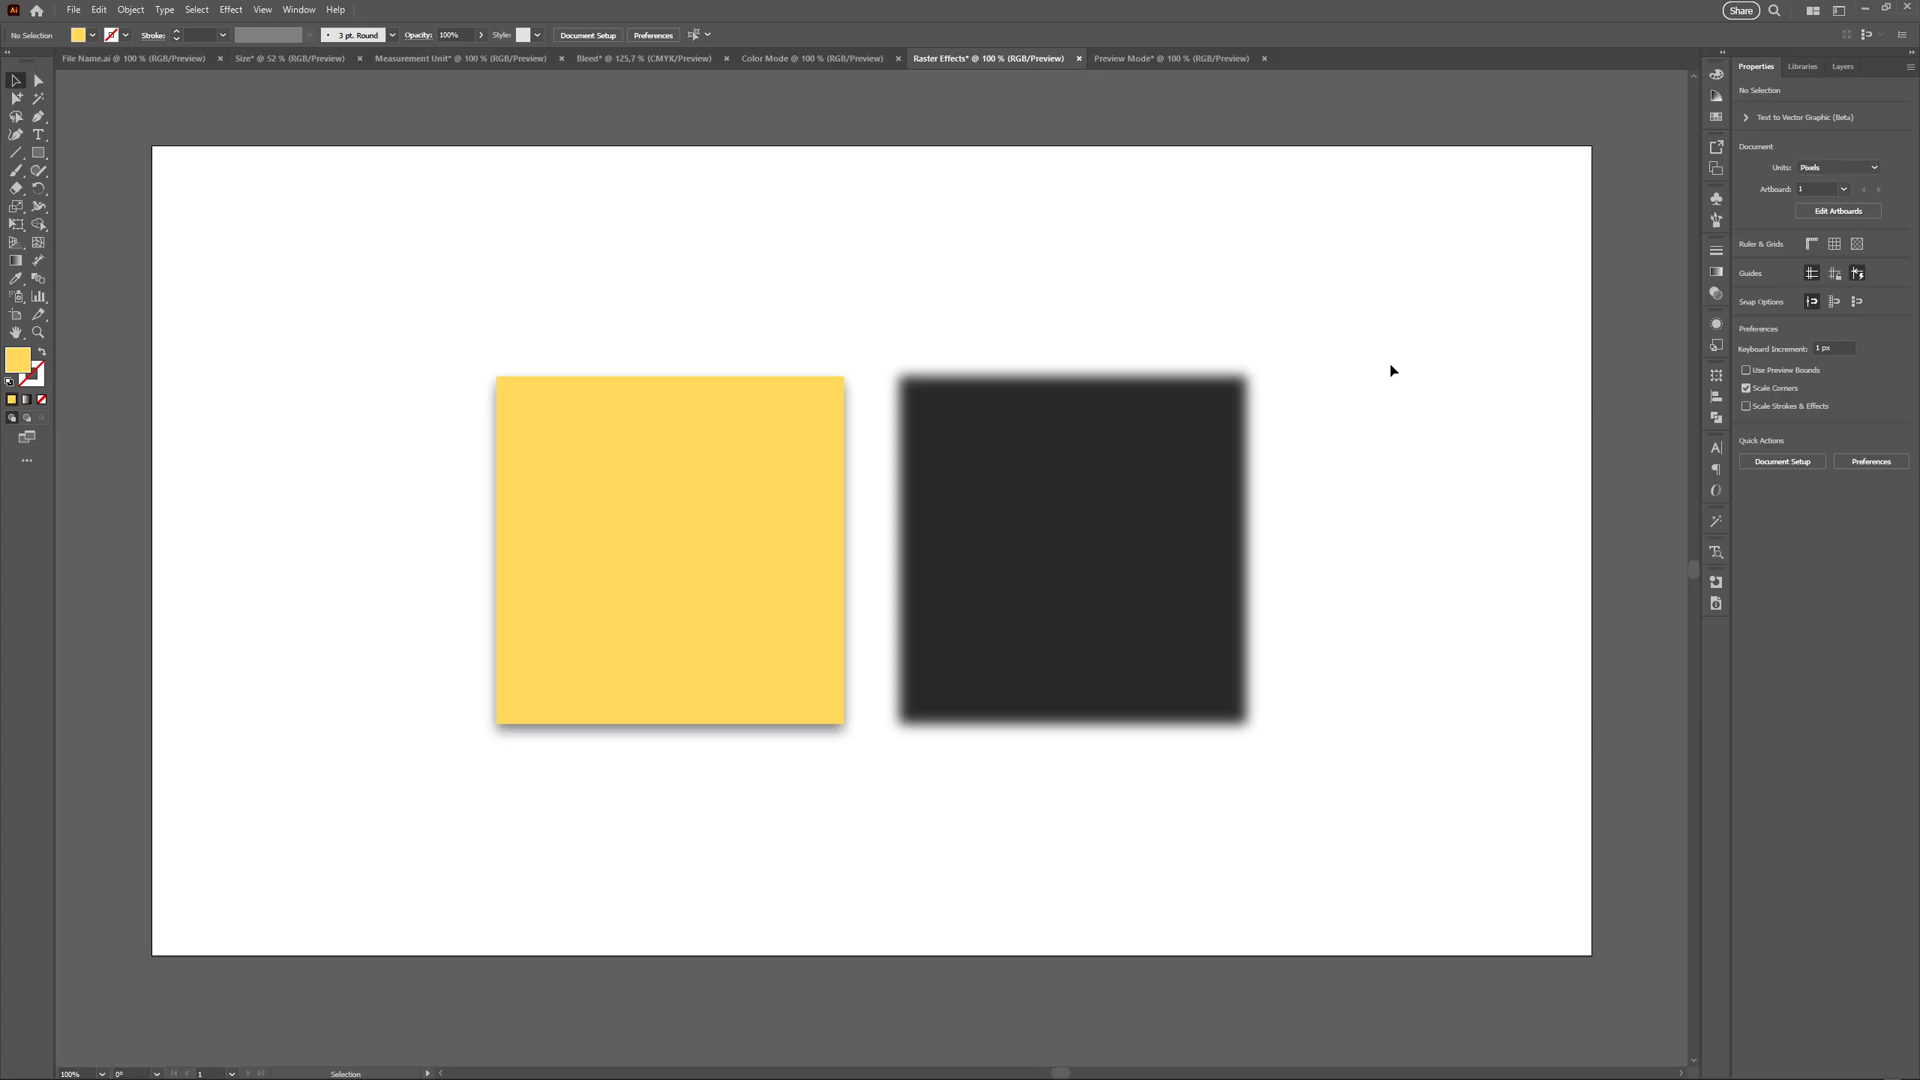 Ai File Edit Object Type Select Effect View Window Help Share
No Selection Stroke: 3 pt. Round Opacity: 100% Style: Document Setup Preferences
File Name.ai @ 100 % (RGB/Preview) × Size* @ 52 % (RGB/Preview) × Measurement Unit* @ 100 % (RGB/Preview) × Bleed* @ 125,7 % (CMYK/Preview) × Color Mode @ 100 % (RGB/Preview) × Raster Effects* @ 100 % (RGB/Preview) × Preview Mode* @ 100 % (RGB/Preview) ×
Properties Libraries Layers
No Selection
Text to Vector Graphic (Beta)
Document
Units: Pixels
Artboard: 1
Edit Artboards
Ruler & Grids
Guides
Snap Options
Preferences
Keyboard Increment: 1 px
Use Preview Bounds
Scale Corners
Scale Strokes & Effects
Quick Actions
Document Setup Preferences
100% 0° 1 Selection